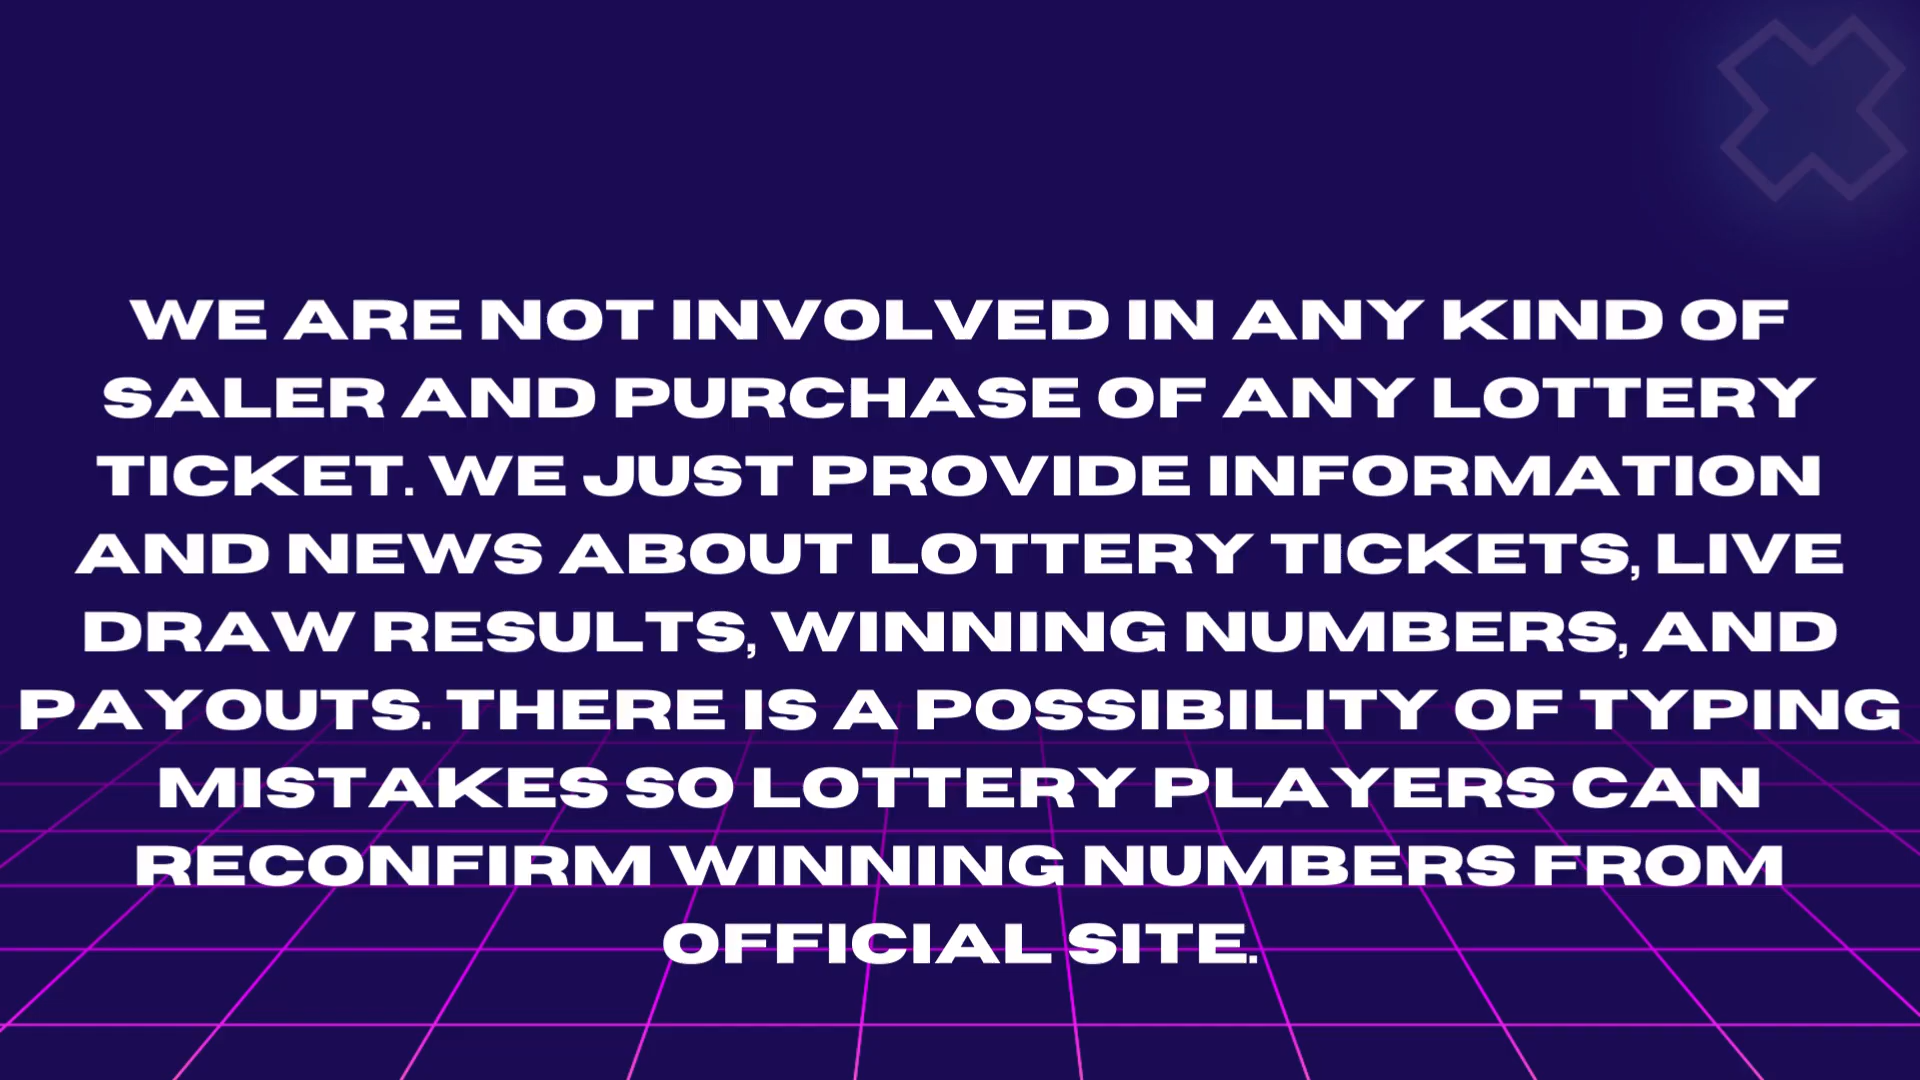 WE ARE NOT INVOLVED IN ANY KIND OF
SALER AND PURCHASE OF ANY LOTTERY
TICKET. WE JUST PROVIDE INFORMATION
AND NEWS ABOUT LOTTERY TICKETS, LIVE
DRAW RESULTS, WINNING NUMBERS, AND
PAYOUTS. THERE IS A POSSIBILITY OF TYPING
MISTAKES SO LOTTERY PLAYERS CAN
RECONFIRM WINNING NUMBERS FROM
OFFICIAL SITE.